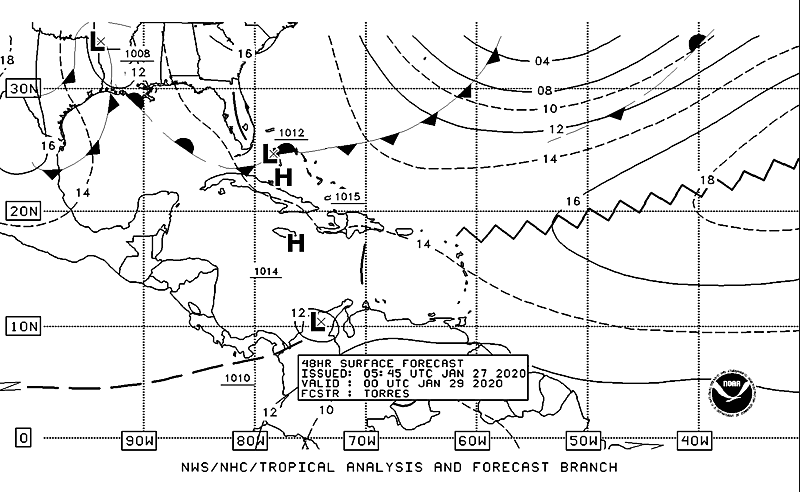 04
L
16
1008
18
12
30N
08
10
12
1012
16
L
14
H
18
14
1015
16
20N
H
14
1014
12
L
10N
48HR SURFACE FORECAST
ISSUED: 05:45 UTC JAN 27 2020
VALID : 00 UTC JAN 29 2020
FCSTR : TORRES
1010
NOAA
12
10
0
90W
80W
70W
60W
50W
40W
NWS/NHC/TROPICAL ANALYSIS AND FORECAST BRANCH